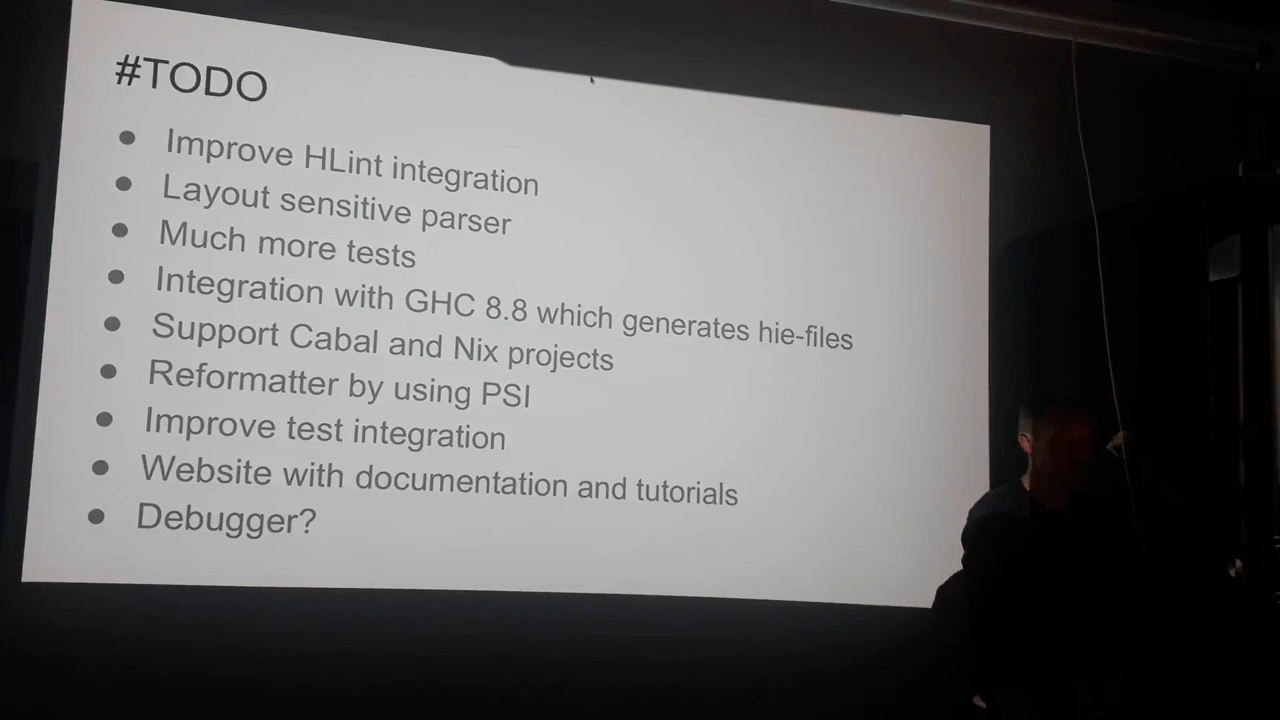 #TODO
● Improve HLint integration
● Layout sensitive parser
● Much more tests
● Integration with GHC 8.8 which generates hie-files
● Support Cabal and Nix projects
● Reformatter by using PSI
● Improve test integration
● Website with documentation and tutorials
● Debugger?